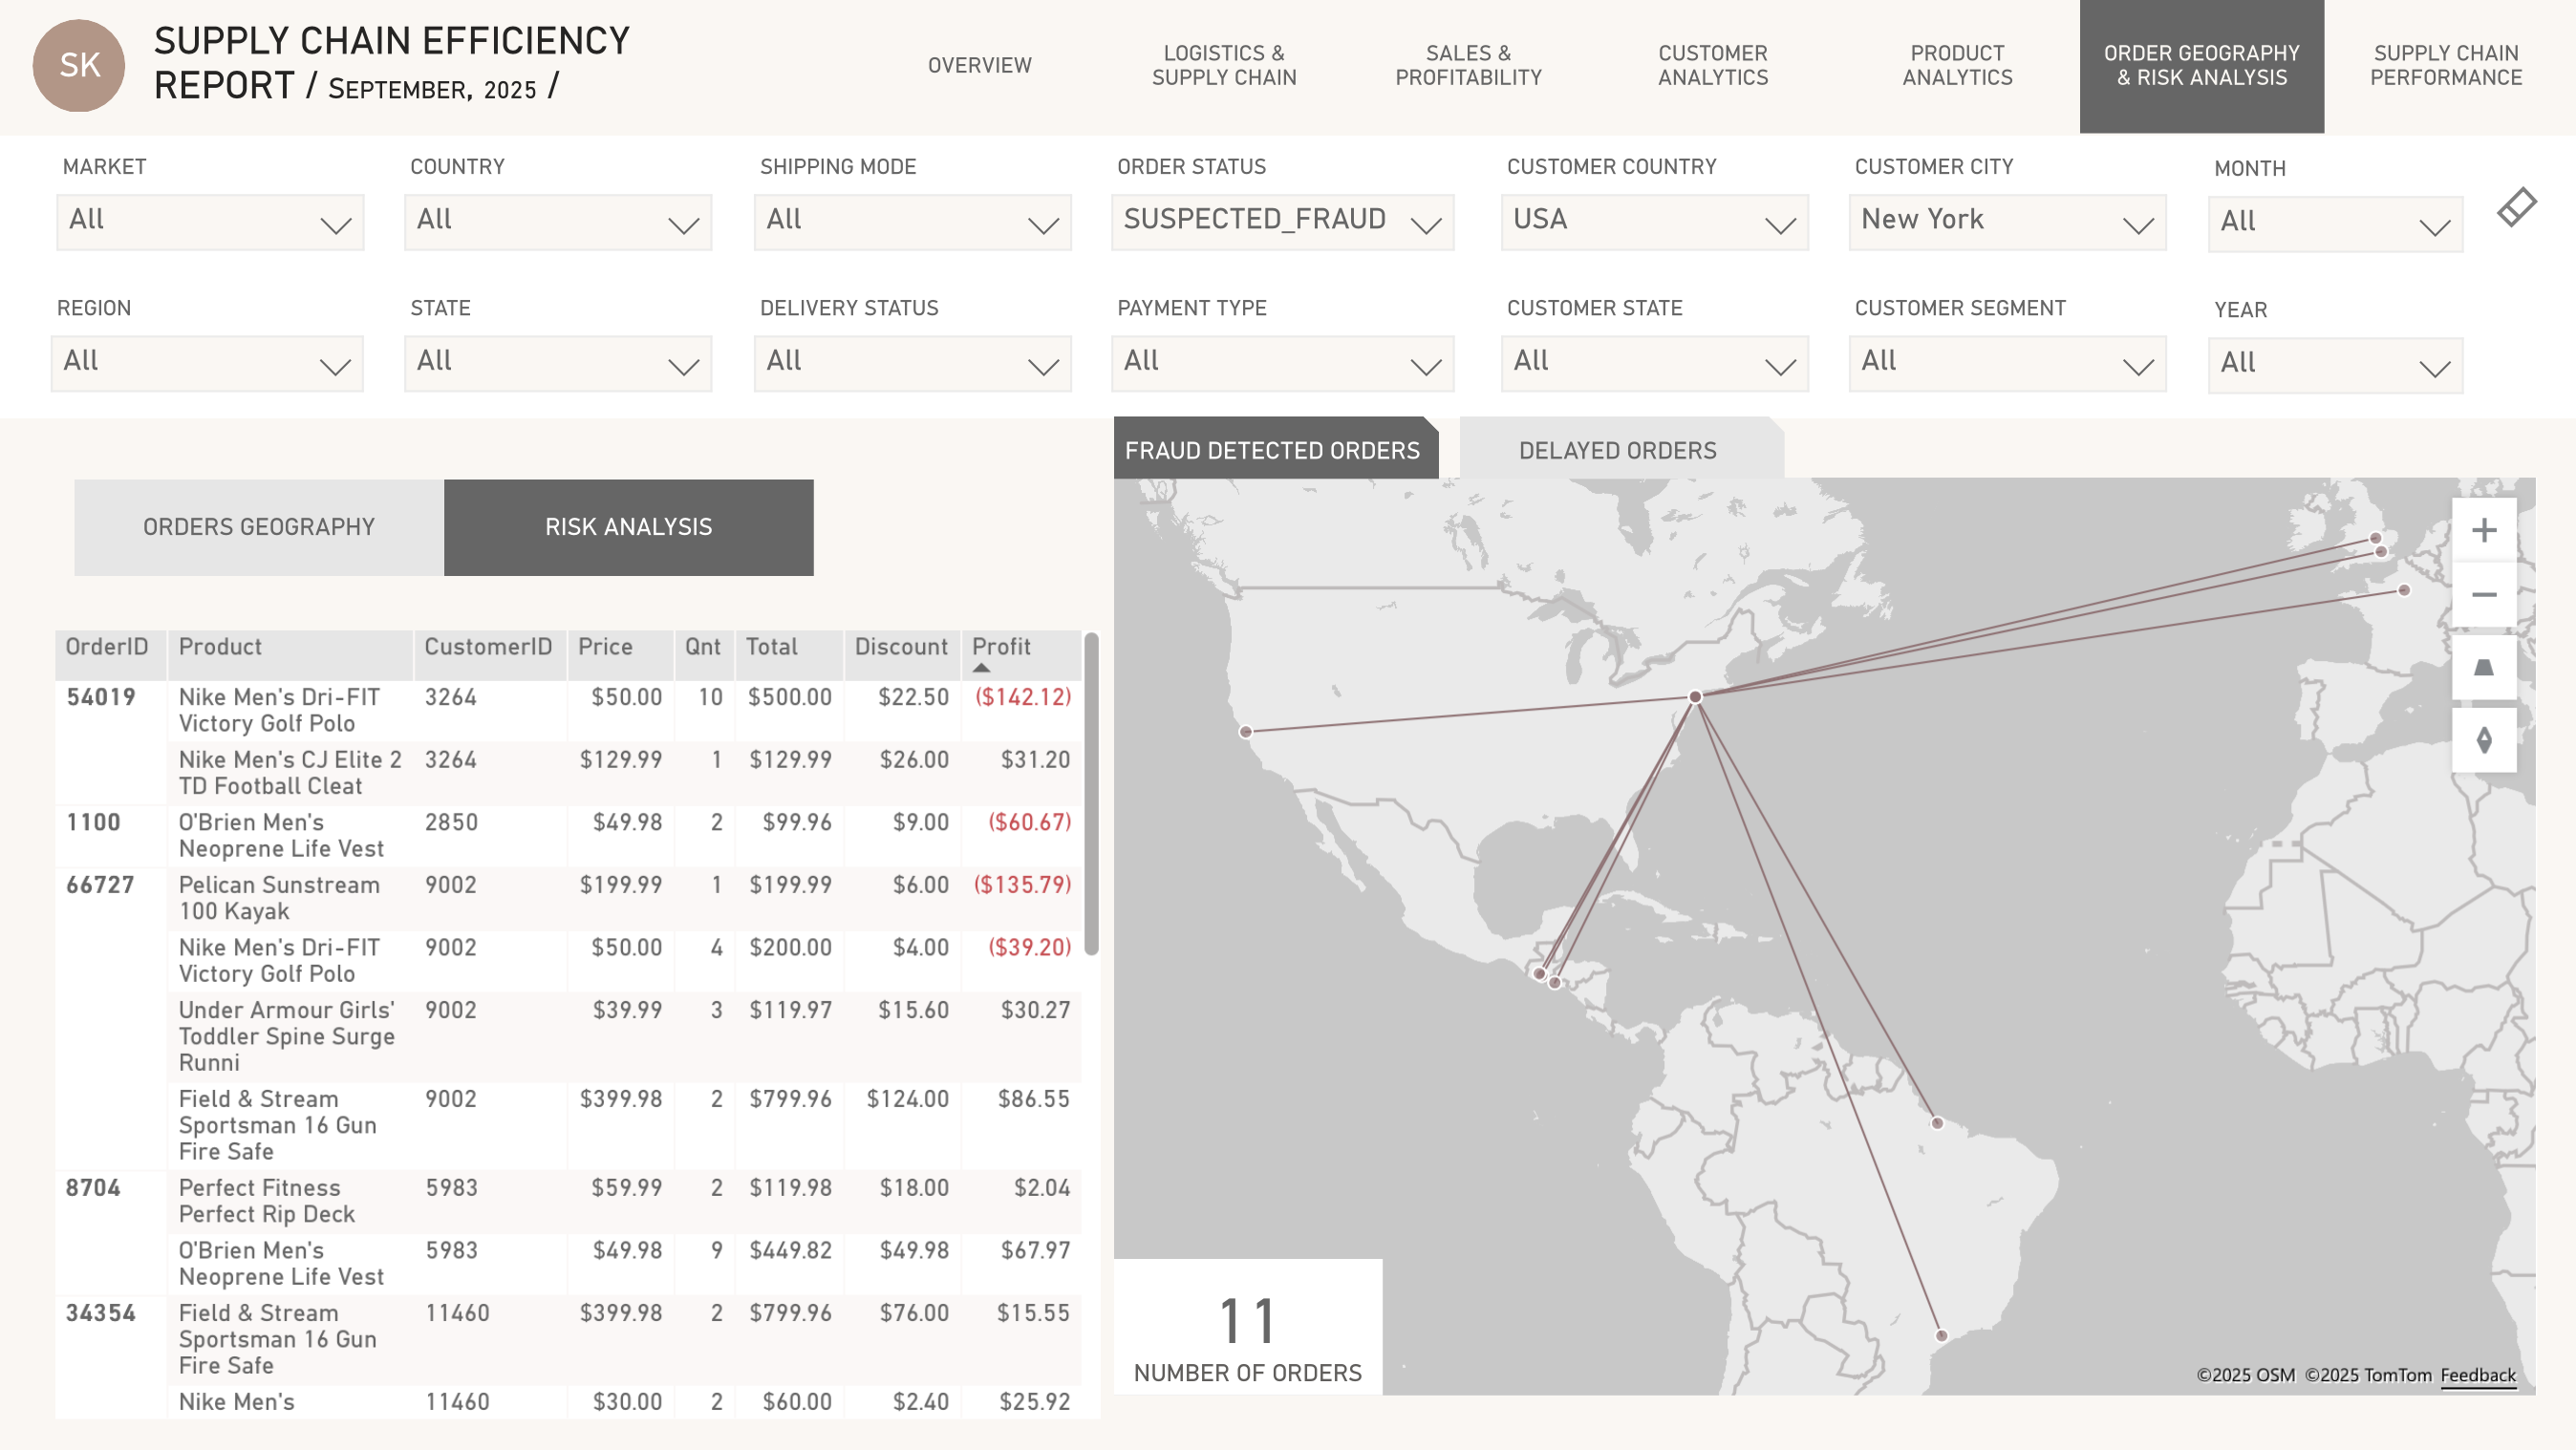 SK
SUPPLY CHAIN EFFICIENCY
REPORT / SEPTEMBER, 2025 /
OVERVIEW
LOGISTICS &
SUPPLY CHAIN
SALES &
PROFITABILITY
CUSTOMER
ANALYTICS
PRODUCT
ANALYTICS
ORDER GEOGRAPHY
& RISK ANALYSIS
SUPPLY CHAIN
PERFORMANCE
MARKET
All
COUNTRY
All
SHIPPING MODE
All
ORDER STATUS
SUSPECTED_FRAUD
CUSTOMER COUNTRY
USA
CUSTOMER CITY
New York
MONTH
All
REGION
All
STATE
All
DELIVERY STATUS
All
PAYMENT TYPE
All
CUSTOMER STATE
All
CUSTOMER SEGMENT
All
YEAR
All
ORDERS GEOGRAPHY
RISK ANALYSIS
FRAUD DETECTED ORDERS
DELAYED ORDERS
OrderID Product CustomerID Price Qnt Total Discount Profit
54019 Nike Men's Dri-FIT 3264 $50.00 10 $500.00 $22.50 ($142.12)
Victory Golf Polo
Nike Men's CJ Elite 2 3264 $129.99 1 $129.99 $26.00 $31.20
TD Football Cleat
1100 O'Brien Men's 2850 $49.98 2 $99.96 $9.00 ($60.67)
Neoprene Life Vest
66727 Pelican Sunstream 9002 $199.99 1 $199.99 $6.00 ($135.79)
100 Kayak
Nike Men's Dri-FIT 9002 $50.00 4 $200.00 $4.00 ($39.20)
Victory Golf Polo
Under Armour Girls' 9002 $39.99 3 $119.97 $15.60 $30.27
Toddler Spine Surge
Runni
Field & Stream 9002 $399.98 2 $799.96 $124.00 $86.55
Sportsman 16 Gun
Fire Safe
8704 Perfect Fitness 5983 $59.99 2 $119.98 $18.00 $2.04
Perfect Rip Deck
O'Brien Men's 5983 $49.98 9 $449.82 $49.98 $67.97
Neoprene Life Vest
34354 Field & Stream 11460 $399.98 2 $799.96 $76.00 $15.55
Sportsman 16 Gun
Fire Safe
Nike Men's 11460 $30.00 2 $60.00 $2.40 $25.92
11
NUMBER OF ORDERS
©2025 OSM ©2025 TomTom Feedback